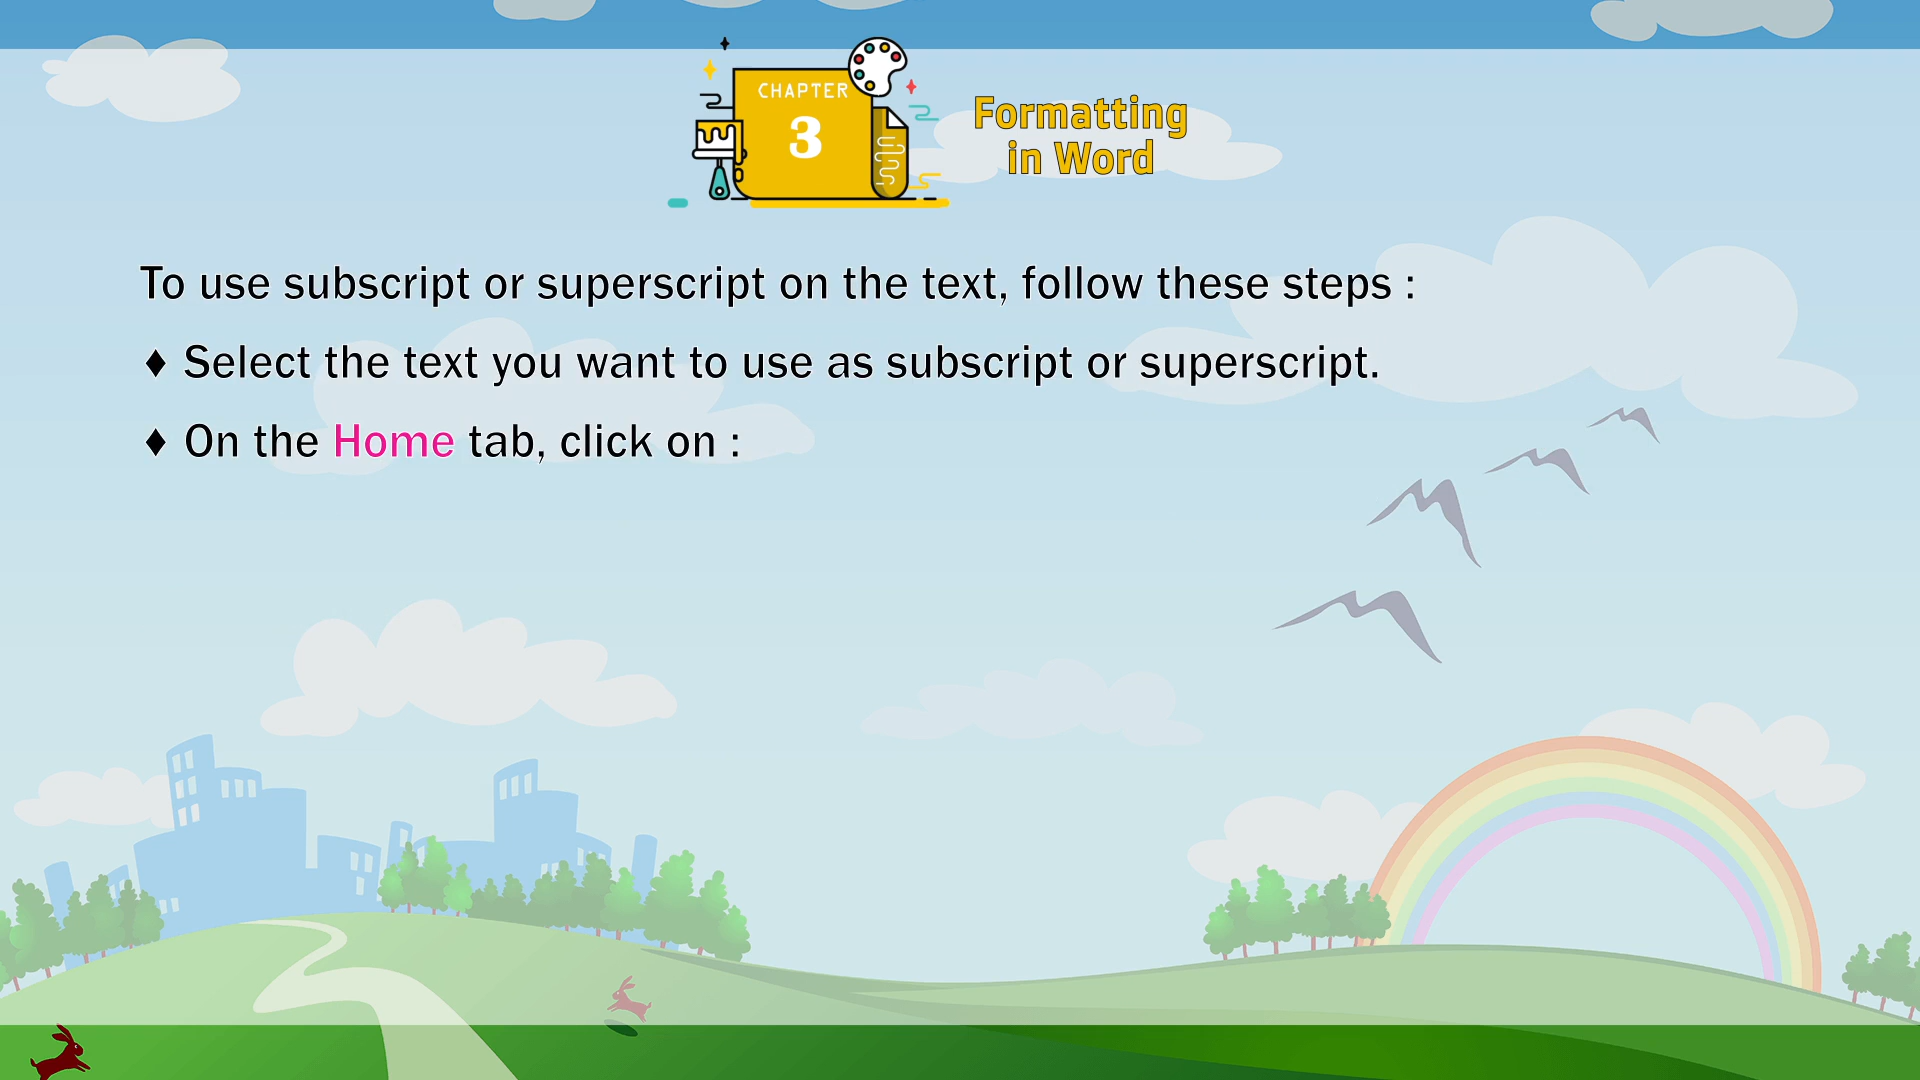 CHAPTER
3
Formatting
in Word
To use subscript or superscript on the text, follow these steps :
♦ Select the text you want to use as subscript or superscript.
♦ On the Home tab, click on :